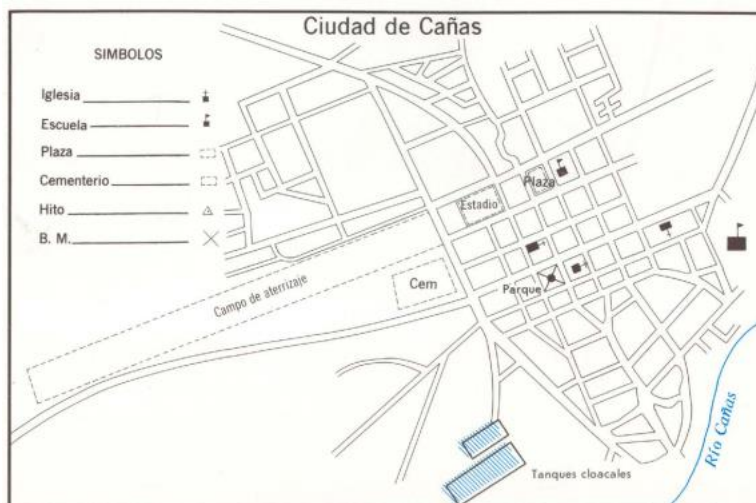 Ciudad de Cañas
SIMBOLOS
Iglesia
Escuela
Plaza
Cementerio
Hito
B. M.
Plaza
Estadio
Campo de aterrizaje
Cem
Parque
Río Cañas
Tanques cloacales